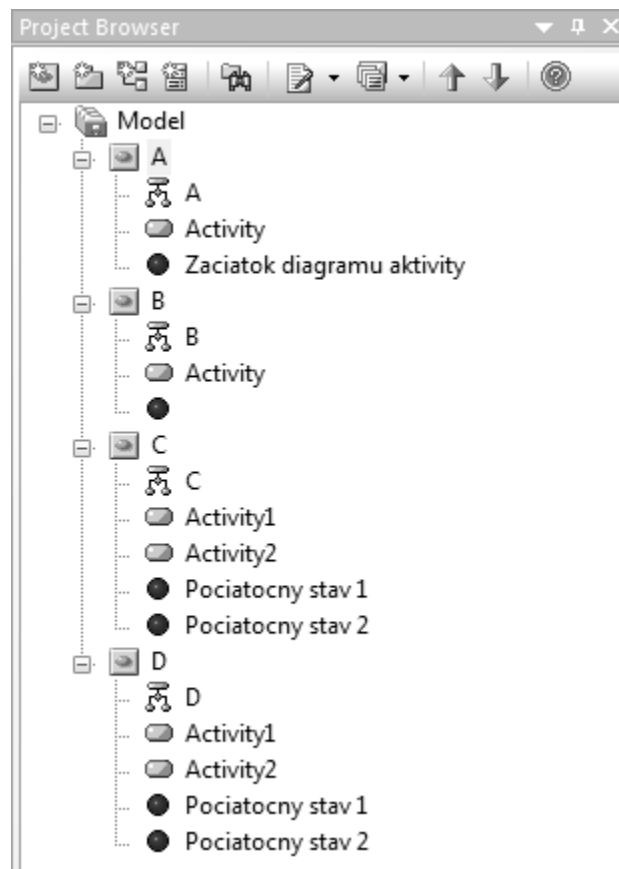 Project Browser
Model
A
A
Activity
Zaciatok diagramu aktivity
B
B
Activity
C
C
Activity1
Activity2
Pociatocny stav 1
Pociatocny stav 2
D
D
Activity1
Activity2
Pociatocny stav 1
Pociatocny stav 2